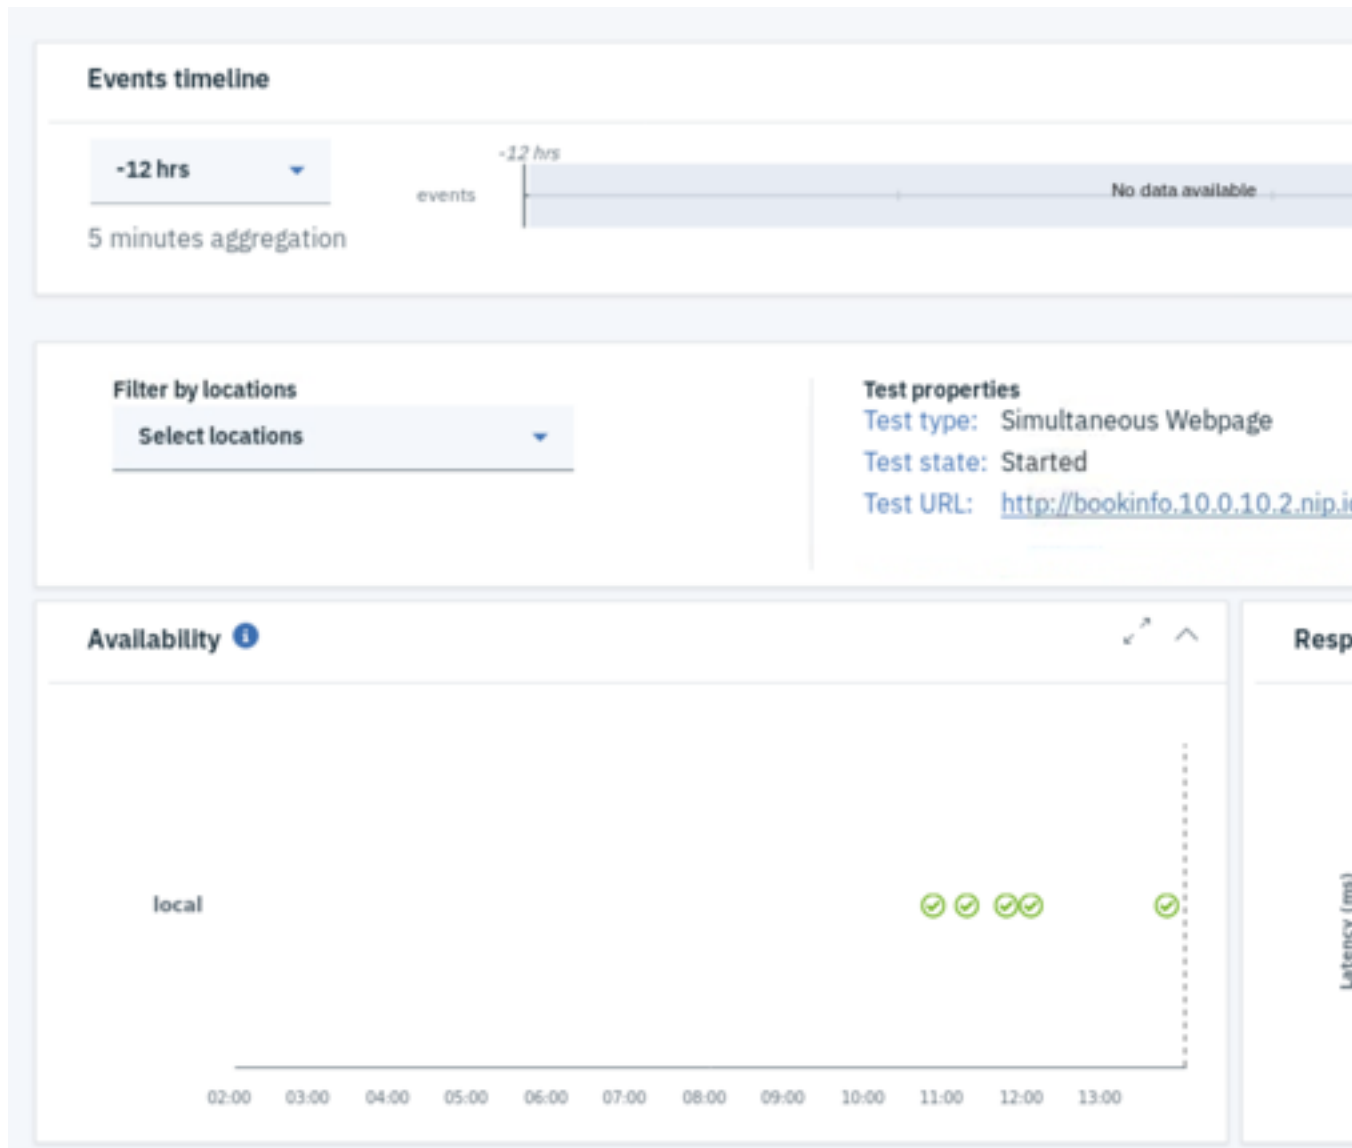 Events timeline
-12 hrs
-12 hrs
events
No data available
5 minutes aggregation
Filter by locations
Select locations
Test properties
Test type: Simultaneous Webpage
Test state: Started
Test URL: http://bookinfo.10.0.10.2.nip.i
Availability
Resp
local
Latency (ms)
02:00 03:00 04:00 05:00 06:00 07:00 08:00 09:00 10:00 11:00 12:00 13:00